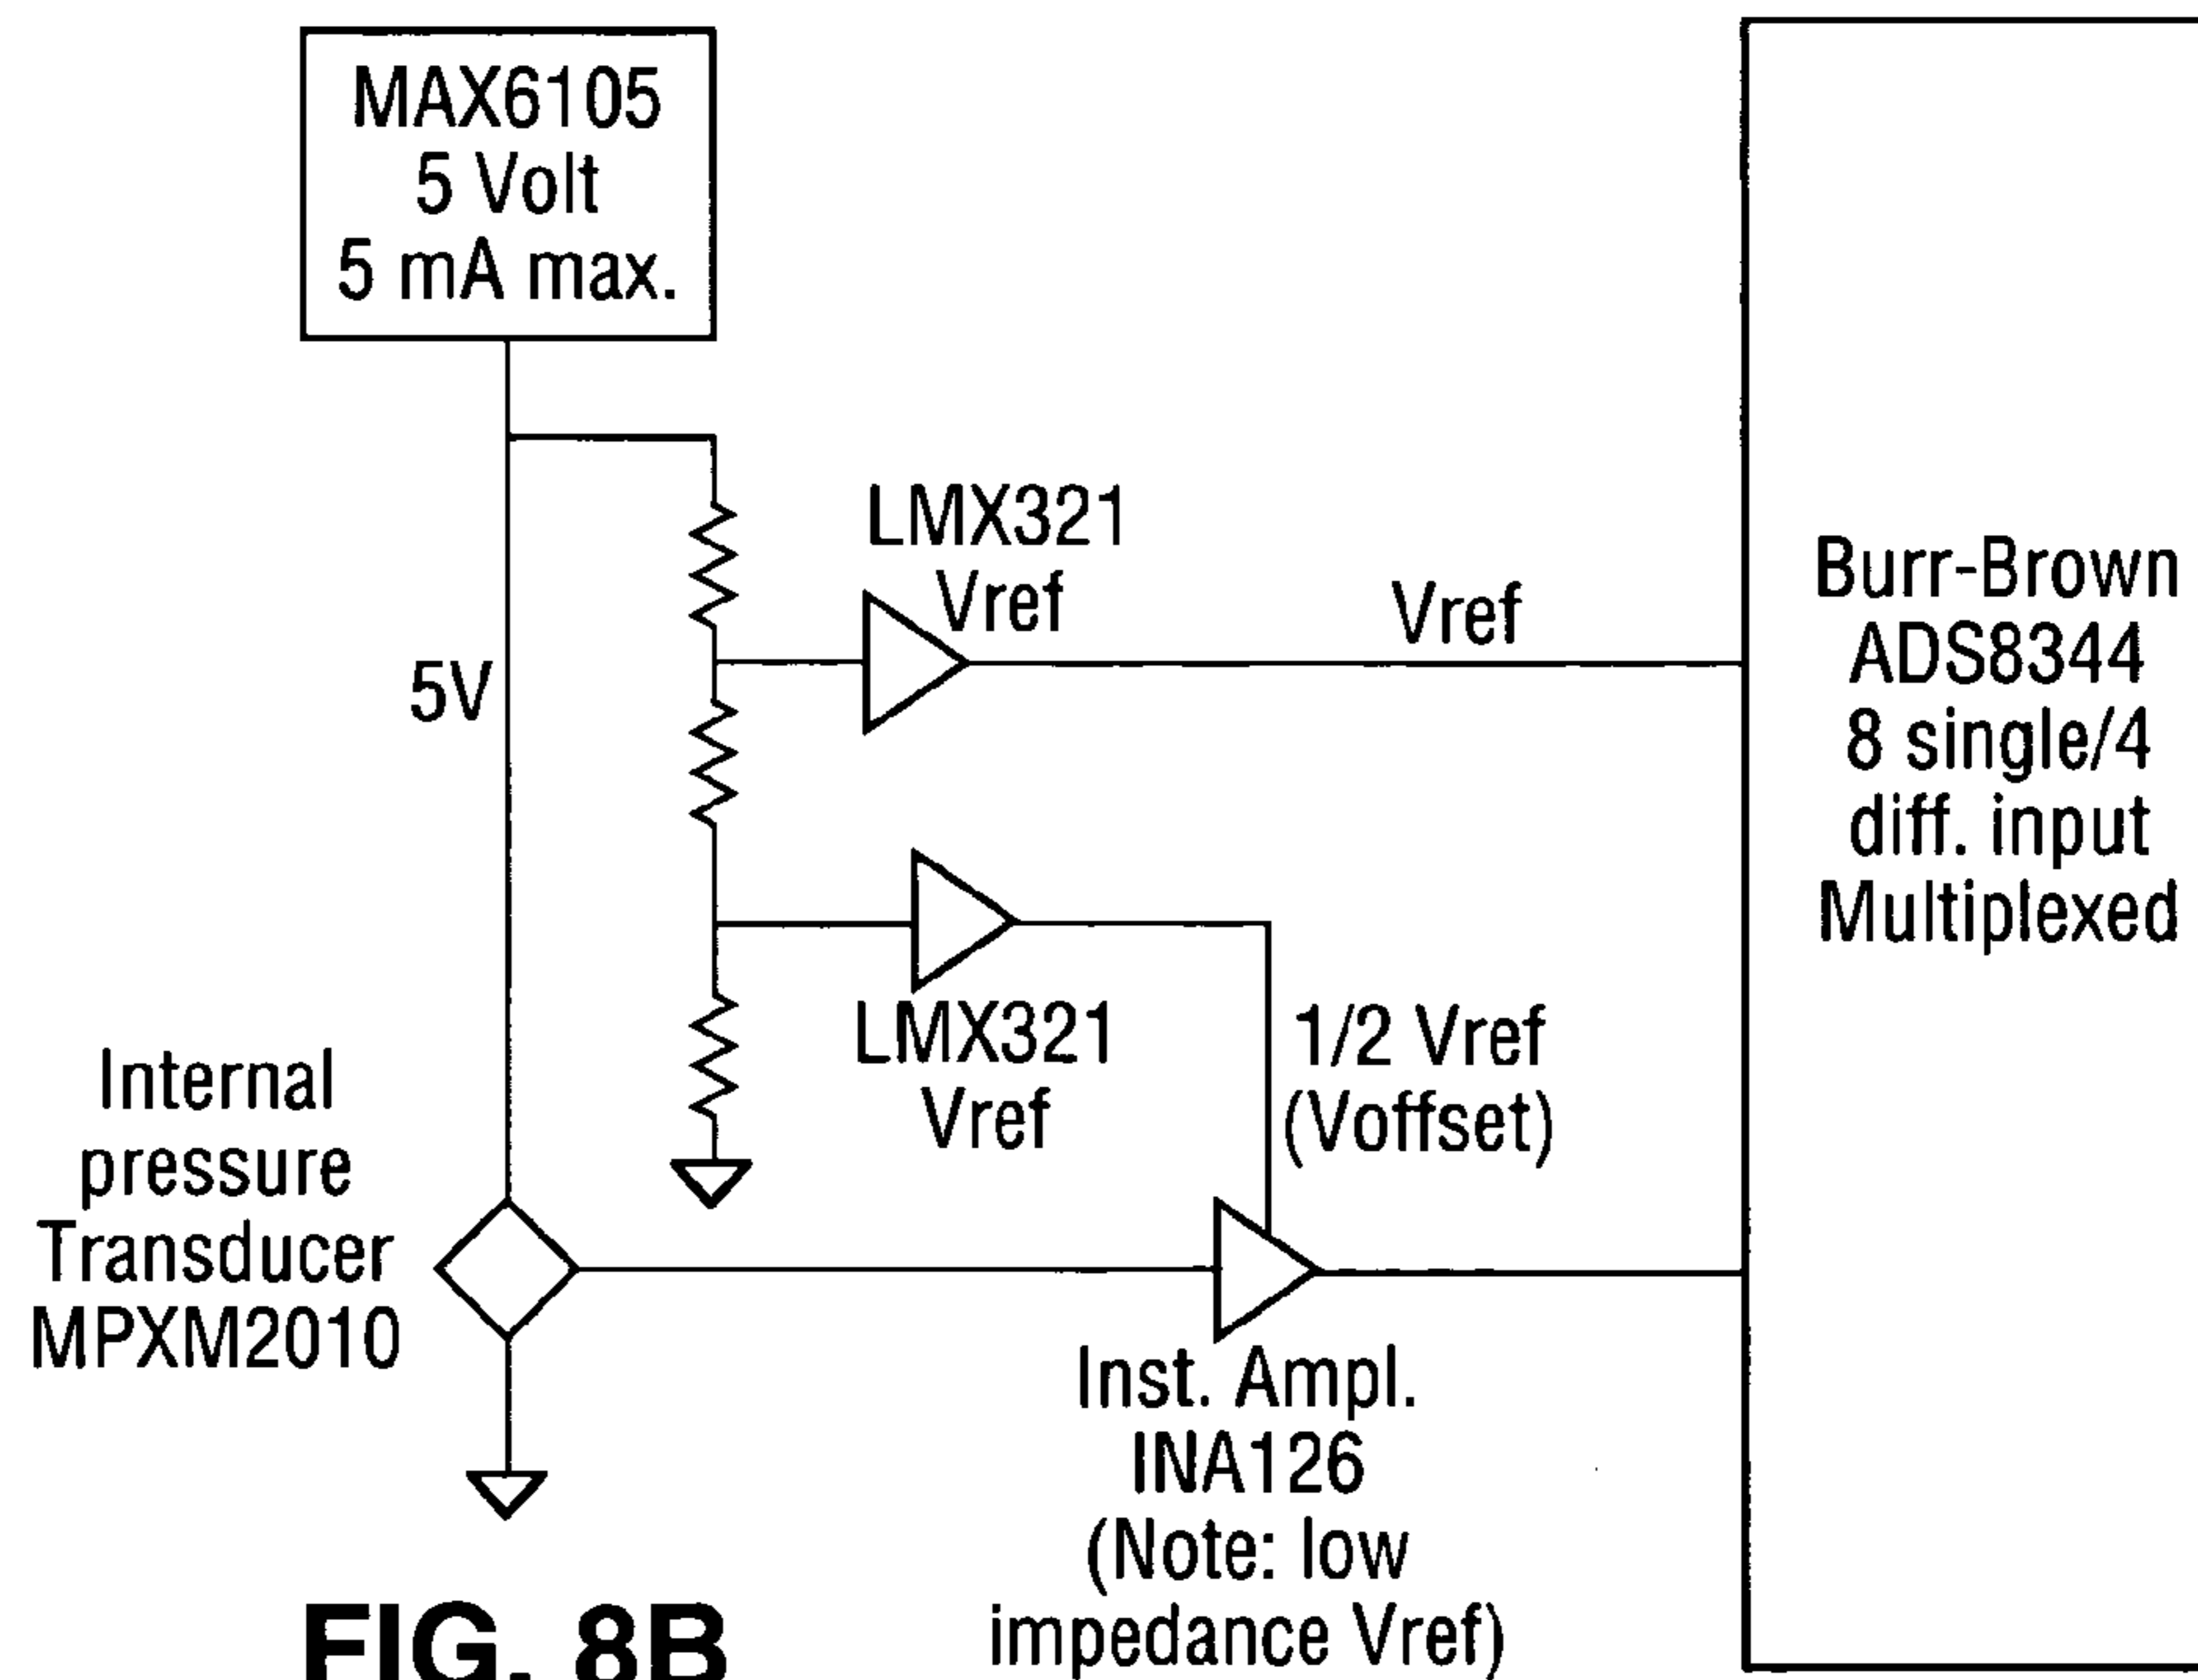 MAX6105
5 Volt
5 mA max.
LMX321
Vref
Vref
5V
Burr-Brown
ADS8344
8 single/4
diff. input
Multiplexed
LMX321
Vref
1/2 Vref
(Voffset)
Internal
pressure
Transducer
MPXM2010
Inst. Ampl.
INA126
(Note: low
impedance Vref)
FIG. 8B